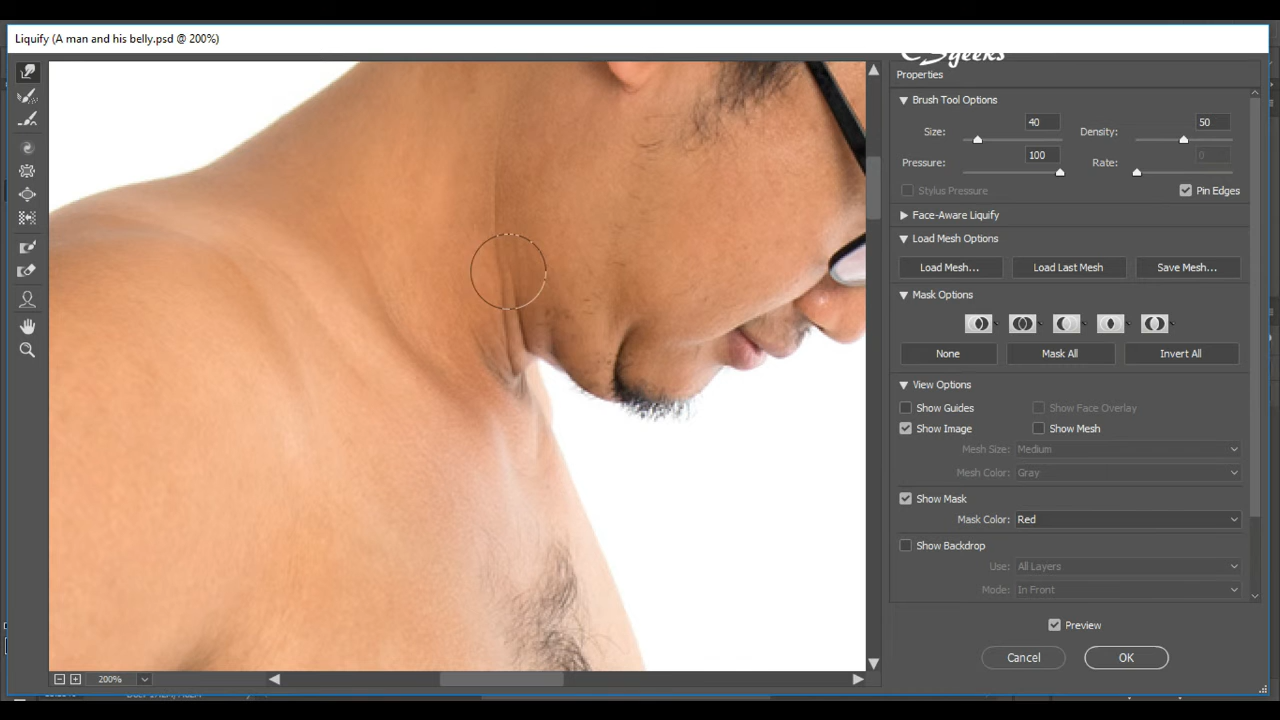 Liquify (A man and his belly.psd @ 200%)
Properties
Brush Tool Options
Size: 40 Density: 50
Pressure: 100 Rate: 0
Stylus Pressure Pin Edges
Face-Aware Liquify
Load Mesh Options
Load Mesh... Load Last Mesh Save Mesh...
Mask Options
None Mask All Invert All
View Options
Show Guides Show Face Overlay
Show Image Show Mesh
Mesh Size: Medium
Mesh Color: Gray
Show Mask
Mask Color: Red
Show Backdrop
Use: All Layers
Mode: In Front
Preview
Cancel OK
200%